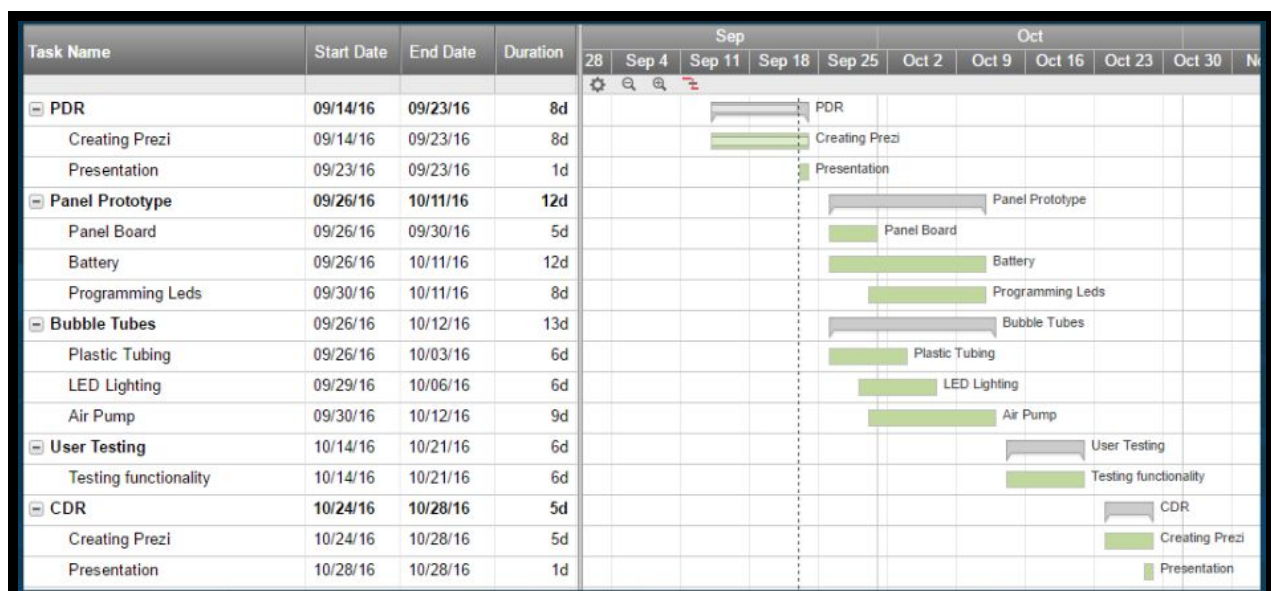 Sep Oct
Task Name Start Date End Date Duration
28 Sep 4 Sep 11 Sep 18 Sep 25 Oct 2 Oct 9 Oct 16 Oct 23 Oct 30
PDR 09/14/16 09/23/16 8d PDR
Creating Prezi 09/14/16 09/23/16 8d Creating Prezi
Presentation 09/23/16 09/23/16 1d Presentation
Panel Prototype 09/26/16 10/11/16 12d Panel Prototype
Panel Board 09/26/16 09/30/16 5d Panel Board
Battery 09/26/16 10/11/16 12d Battery
Programming Leds 09/30/16 10/11/16 8d Programming Leds
Bubble Tubes 09/26/16 10/12/16 13d Bubble Tubes
Plastic Tubing 09/26/16 10/03/16 6d Plastic Tubing
LED Lighting 09/29/16 10/06/16 6d LED Lighting
Air Pump 09/30/16 10/12/16 9d Air Pump
User Testing 10/14/16 10/21/16 6d User Testing
Testing functionality 10/14/16 10/21/16 6d Testing functionality
CDR 10/24/16 10/28/16 5d CDR
Creating Prezi 10/24/16 10/28/16 5d Creating Prezi
Presentation 10/28/16 10/28/16 1d Presentation